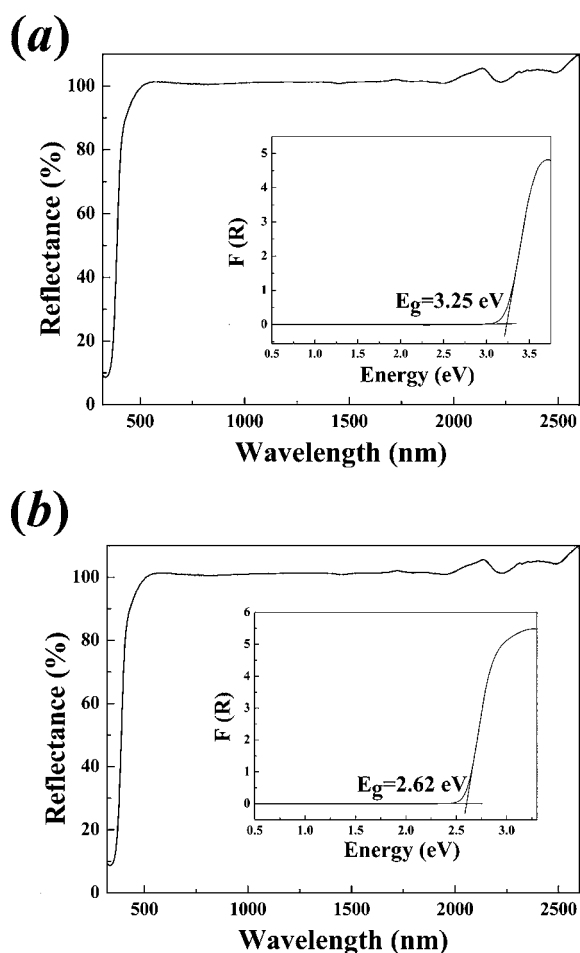 (a)
100
80
60
40
20
0
Reflectance (%)
500 1000 1500 2000 2500
Wavelength (nm)
5
4
3
2
1
0
F (R)
Eg=3.25 eV
0.5 1.0 1.5 2.0 2.5 3.0 3.5
Energy (eV)
(b)
100
80
60
40
20
0
Reflectance (%)
500 1000 1500 2000 2500
Wavelength (nm)
6
5
4
3
2
1
0
F (R)
Eg=2.62 eV
0.5 1.0 1.5 2.0 2.5 3.0
Energy (eV)